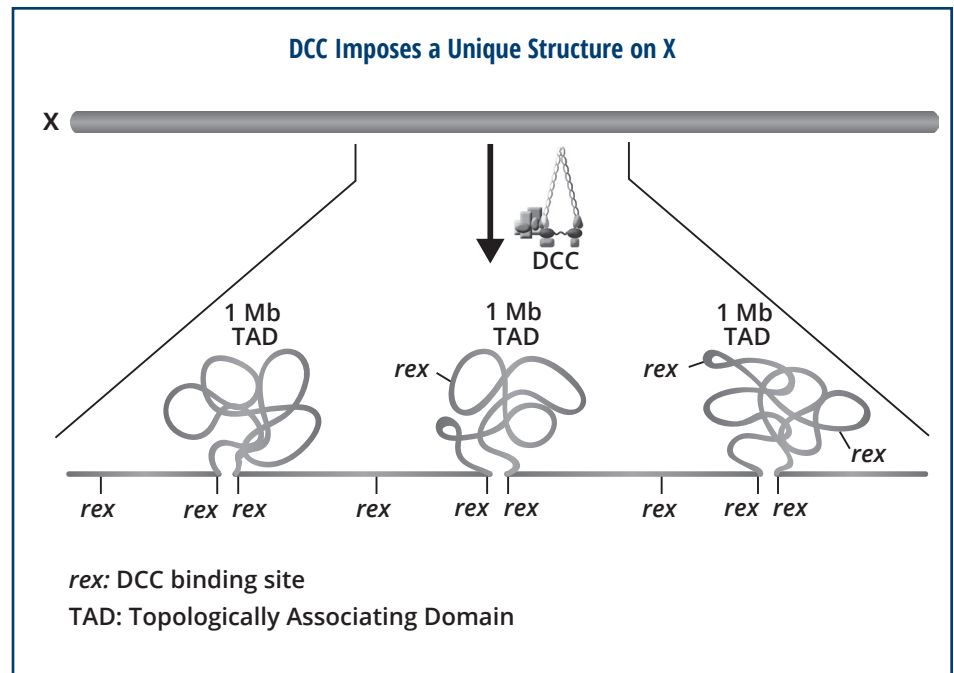 DCC Imposes a Unique Structure on X
X
DCC
1 Mb
TAD
1 Mb
TAD
1 Mb
TAD
rex
rex
rex
rex rex rex rex rex rex rex rex rex
rex: DCC binding site
TAD: Topologically Associating Domain